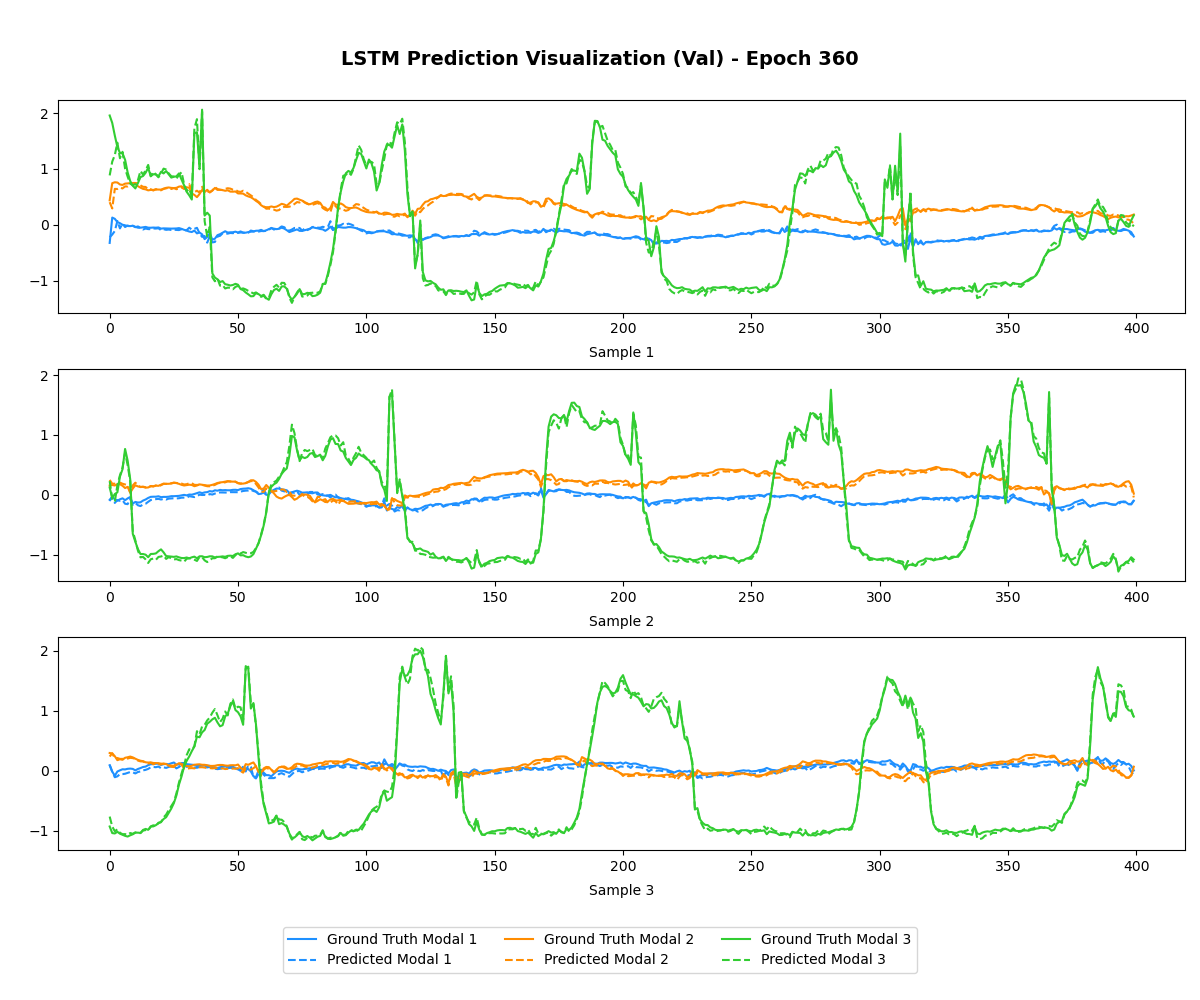 LSTM Prediction Visualization (Val) - Epoch 360
2
1
0
−1
0 50 100 150 200 250 300 350 400
Sample 1
2
1
0
−1
0 50 100 150 200 250 300 350 400
Sample 2
2
1
0
−1
0 50 100 150 200 250 300 350 400
Sample 3
Ground Truth Modal 1 Ground Truth Modal 2 Ground Truth Modal 3
Predicted Modal 1 Predicted Modal 2 Predicted Modal 3